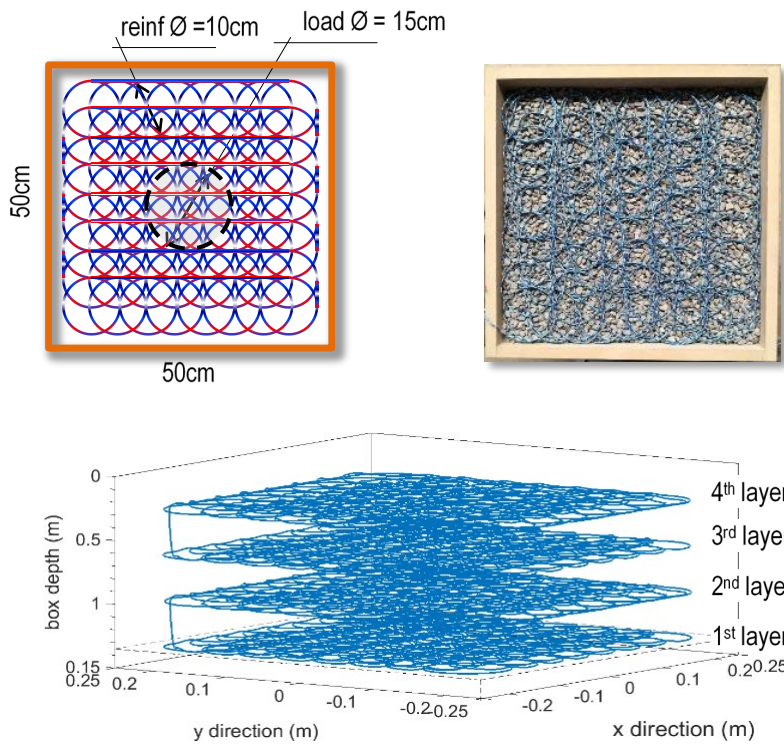 reinf Ø =10cm
load Ø = 15cm
50cm
50cm
0
0.5
1
0.15
box depth (m)
4th layer
3rd layer
2nd layer
1st layer
0.25
0.2
0.1
0
-0.1
-0.2
-0.25
y direction (m)
-0.2
-0.1
0
0.1
0.2
0.25
x direction (m)